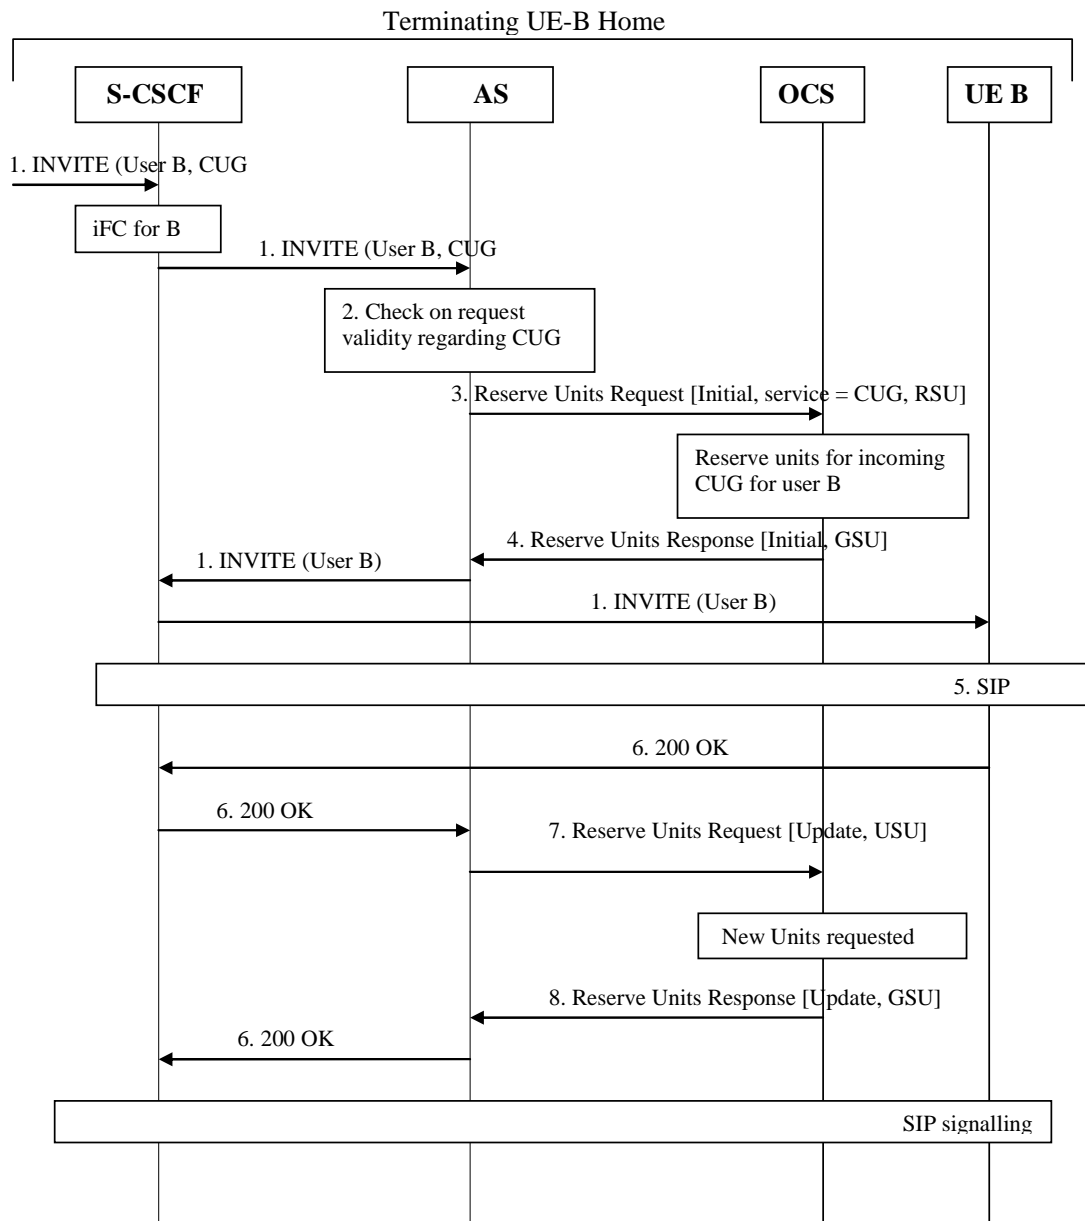 Terminating UE-B Home
S-CSCF
AS
OCS
UE B
1. INVITE (User B, CUG
iFC for B
1. INVITE (User B, CUG
2. Check on request
validity regarding CUG
3. Reserve Units Request [Initial, service = CUG, RSU]
Reserve units for incoming
CUG for user B
4. Reserve Units Response [Initial, GSU]
1. INVITE (User B)
1. INVITE (User B)
5. SIP
6. 200 OK
6. 200 OK
7. Reserve Units Request [Update, USU]
New Units requested
8. Reserve Units Response [Update, GSU]
6. 200 OK
SIP signalling